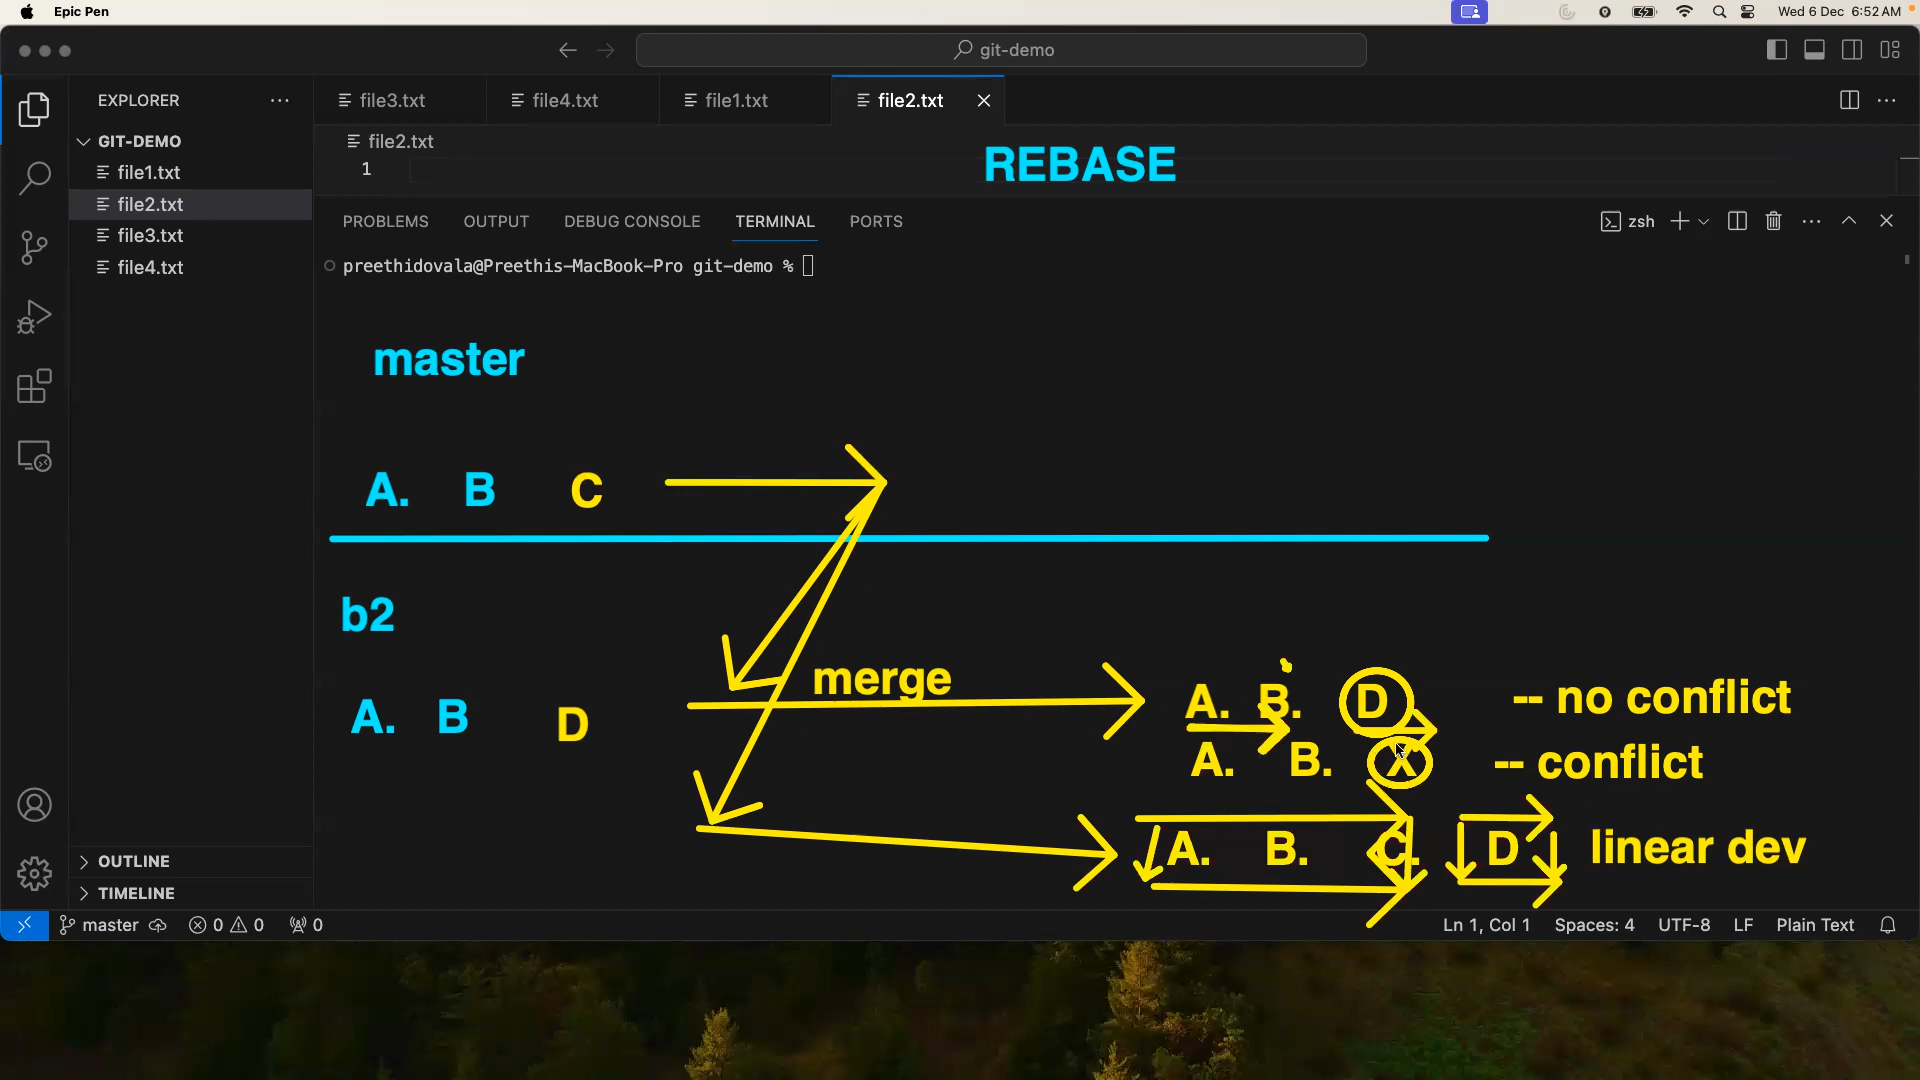 Epic Pen
Wed 6 Dec 6:52 AM
git-demo
EXPLORER
file3.txt
file4.txt
file1.txt
file2.txt
GIT-DEMO
file1.txt
file2.txt
file3.txt
file4.txt
file2.txt
1
REBASE
PROBLEMS OUTPUT DEBUG CONSOLE TERMINAL PORTS
zsh
preethidovala@Preethis-MacBook-Pro git-demo %
master
A. B C
b2
merge
A. B D
A. B. D -- no conflict
A. B. X -- conflict
A. B. C. D linear dev
OUTLINE
TIMELINE
master 0 0 0
Ln 1, Col 1 Spaces: 4 UTF-8 LF Plain Text